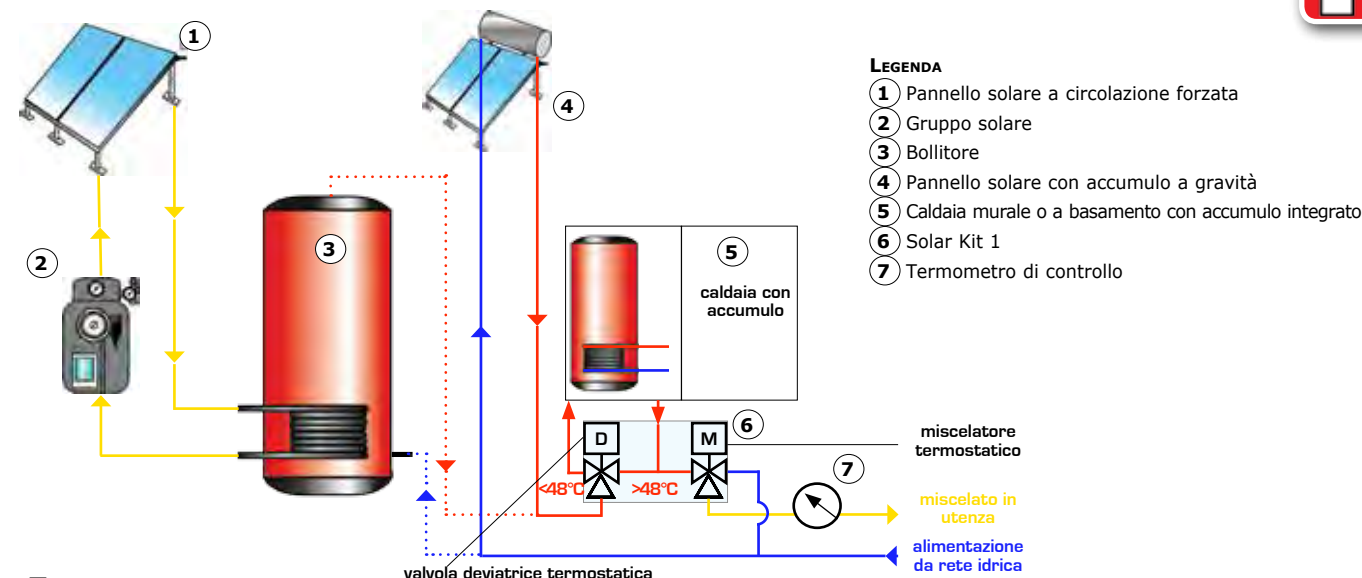 1
4
2
3
LEGENDA
1 Pannello solare a circolazione forzata
2 Gruppo solare
3 Bollitore
4 Pannello solare con accumulo a gravità
5 Caldaia murale o a basamento con accumulo integrato
6 Solar Kit 1
7 Termometro di controllo
5
caldaia con
accumulo
6
D
M
<48°C
>48°C
7
miscelatore
termostatico
miscelato in
utenza
alimentazione
da rete idrica
valvola deviatrice termostatica